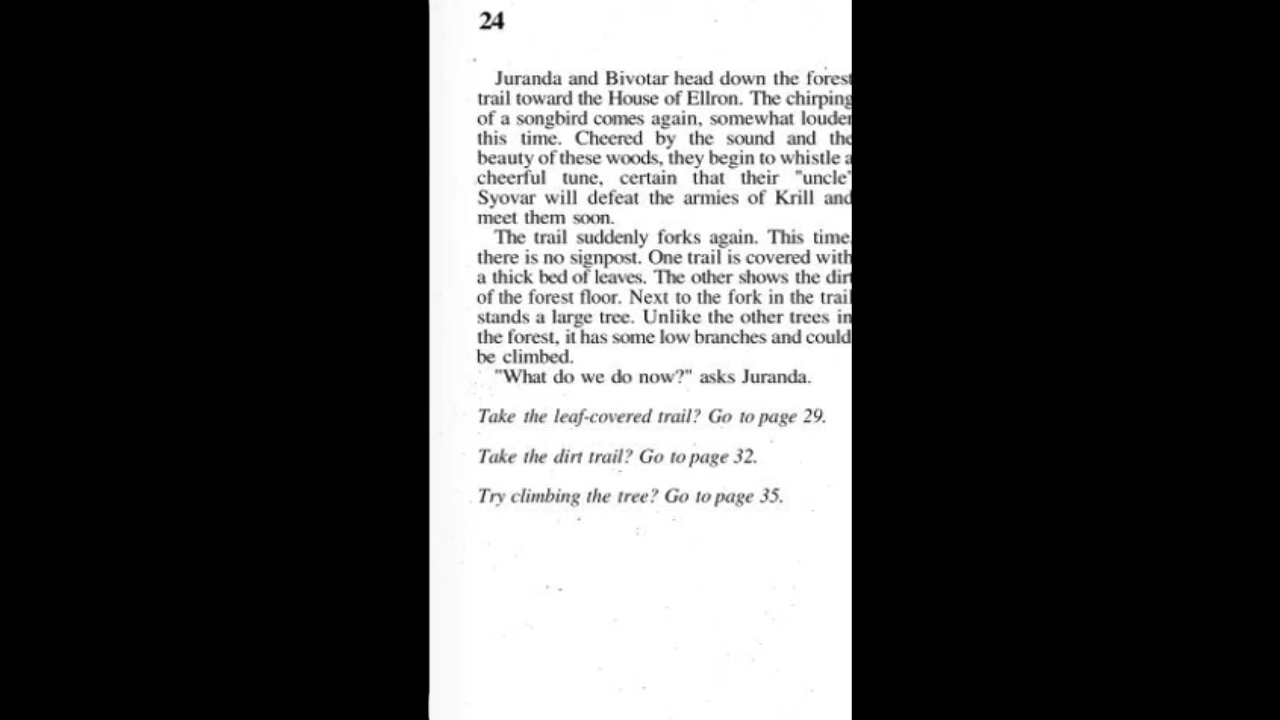 24
Juranda and Bivotar head down the forest
trail toward the House of Ellron. The chirping
of a songbird comes again, somewhat louder
this time. Cheered by the sound and the
beauty of these woods, they begin to whistle a
cheerful tune, certain that their "uncle"
Syovar will defeat the armies of Krill and
meet them soon.
The trail suddenly forks again. This time,
there is no signpost. One trail is covered with
a thick bed of leaves. The other shows the dirt
of the forest floor. Next to the fork in the trail
stands a large tree. Unlike the other trees in
the forest, it has some low branches and could
be climbed.
"What do we do now?" asks Juranda.
Take the leaf-covered trail? Go to page 29.
Take the dirt trail? Go to page 32.
Try climbing the tree? Go to page 35.